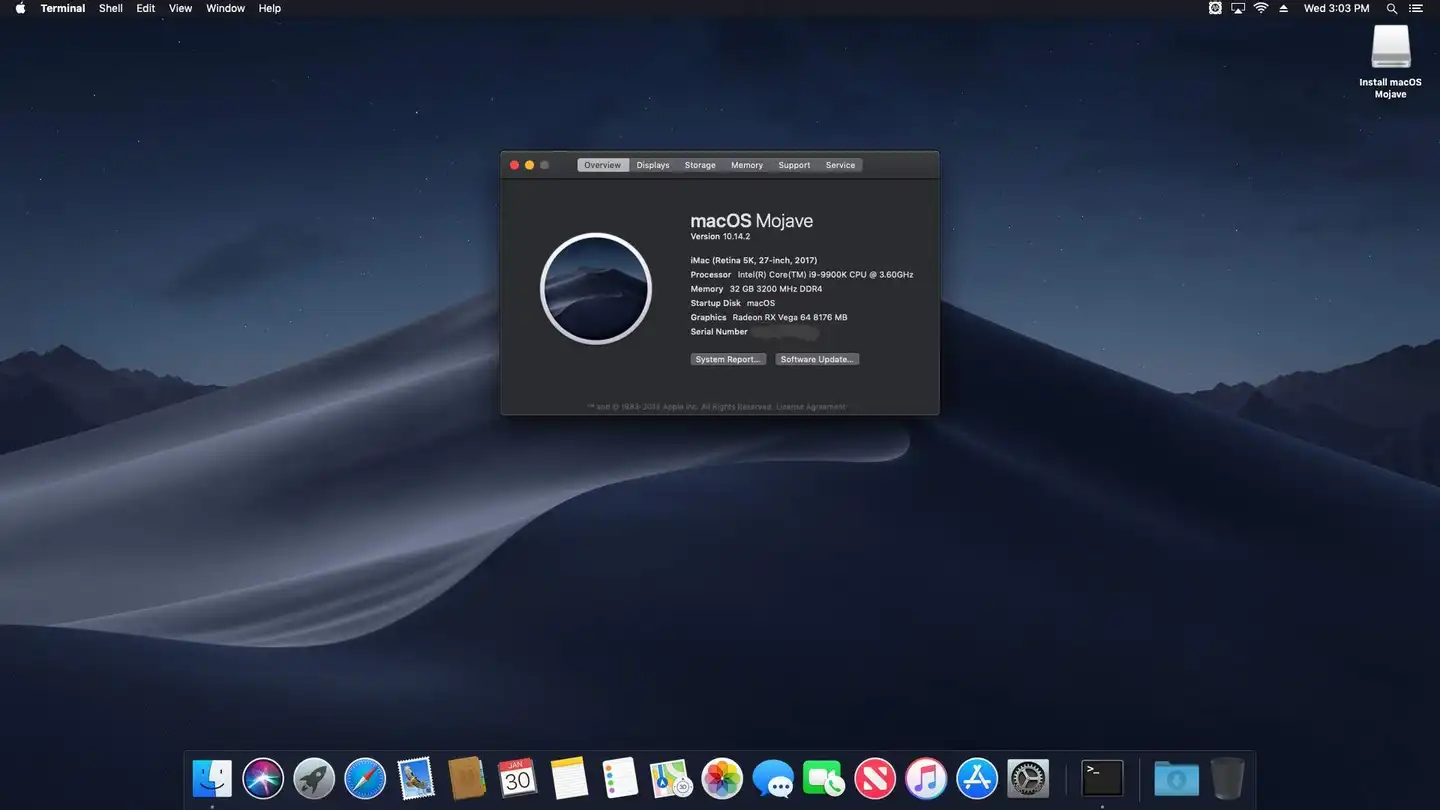 Terminal Shell Edit View Window Help
Wed 3:03 PM
Install macOS
Mojave
Overview Displays Storage Memory Support Service
macOS Mojave
Version 10.14.2
iMac (Retina 5K, 27-inch, 2017)
Processor Intel(R) Core(TM) i9-9900K CPU @ 3.60GHz
Memory 32 GB 3200 MHz DDR4
Startup Disk macOS
Graphics Radeon RX Vega 64 8176 MB
Serial Number
System Report... Software Update...
™ and © 1983-2018 Apple Inc. All Rights Reserved. License Agreement
JAN
30
>_